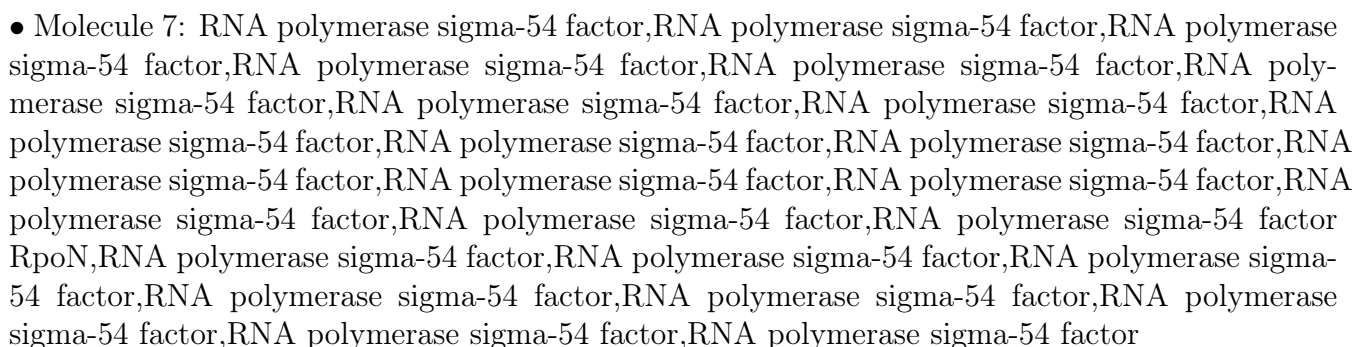 • Molecule 7: RNA polymerase sigma-54 factor,RNA polymerase sigma-54 factor,RNA polymerase
sigma-54 factor,RNA polymerase sigma-54 factor,RNA polymerase sigma-54 factor,RNA poly-
merase sigma-54 factor,RNA polymerase sigma-54 factor,RNA polymerase sigma-54 factor,RNA
polymerase sigma-54 factor,RNA polymerase sigma-54 factor,RNA polymerase sigma-54 factor,RNA
polymerase sigma-54 factor,RNA polymerase sigma-54 factor,RNA polymerase sigma-54 factor,RNA
polymerase sigma-54 factor,RNA polymerase sigma-54 factor,RNA polymerase sigma-54 factor
RpoN,RNA polymerase sigma-54 factor,RNA polymerase sigma-54 factor,RNA polymerase sigma-
54 factor,RNA polymerase sigma-54 factor,RNA polymerase sigma-54 factor,RNA polymerase
sigma-54 factor,RNA polymerase sigma-54 factor,RNA polymerase sigma-54 factor